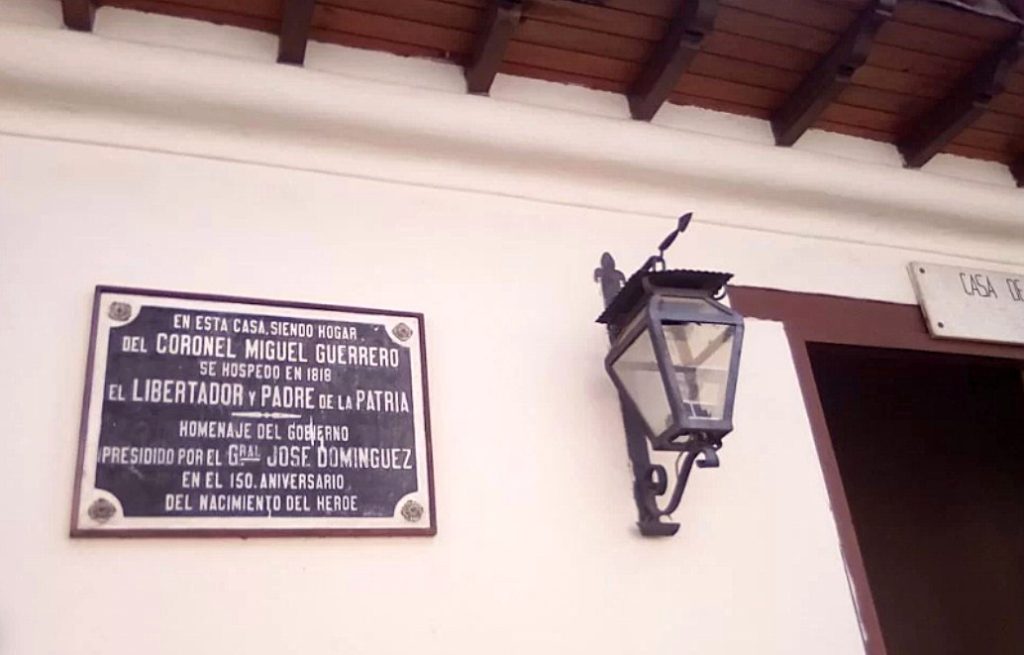 EN ESTA CASA, SIENDO HOGAR
DEL CORONEL MIGUEL GUERRERO
SE HOSPEDO EN 1818
EL LIBERTADOR Y PADRE DE LA PATRIA
HOMENAJE DEL GOBIERNO
PRESIDIDO POR EL GRAL JOSE DOMINGUEZ
EN EL 150. ANIVERSARIO
DEL NACIMIENTO DEL HEROE
CASA DE